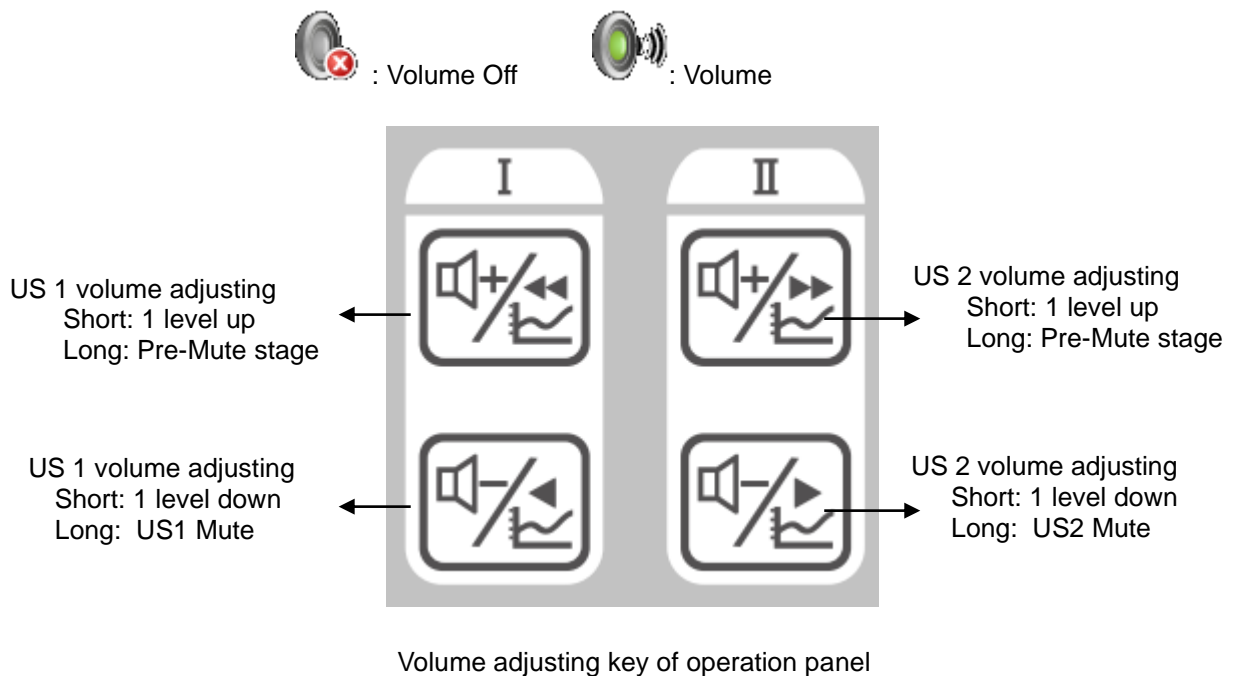 : Volume Off
: Volume
I
II
US 1 volume adjusting
Short: 1 level up
Long: Pre-Mute stage
US 2 volume adjusting
Short: 1 level up
Long: Pre-Mute stage
US 1 volume adjusting
Short: 1 level down
Long: US1 Mute
US 2 volume adjusting
Short: 1 level down
Long: US2 Mute
Volume adjusting key of operation panel